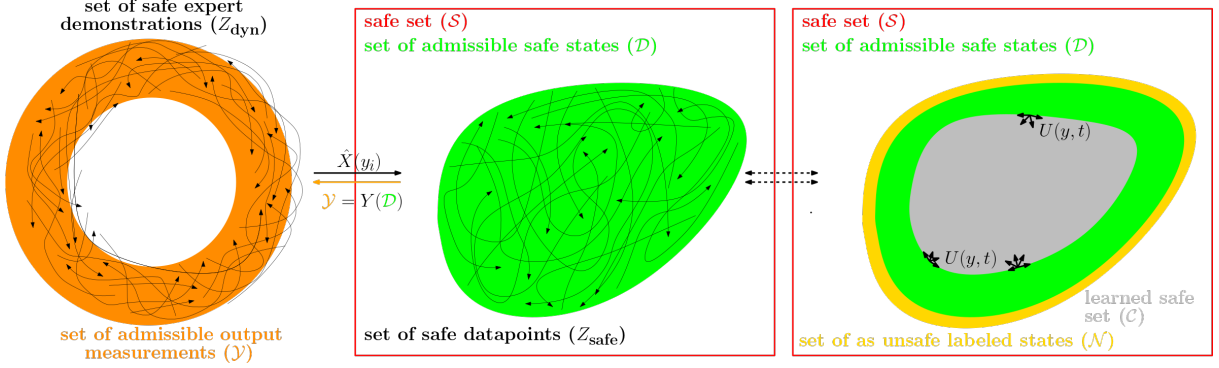 set of safe expert
demonstrations (Z_dyn)
set of admissible output
measurements (𝒴)
X̂(y_i)
𝒴 = Y(𝒟)
safe set (𝒮)
set of admissible safe states (𝒟)
set of safe datapoints (Z_safe)
safe set (𝒮)
set of admissible safe states (𝒟)
U(y, t)
U(y, t)
learned safe
set (𝒞)
set of as unsafe labeled states (𝒩)